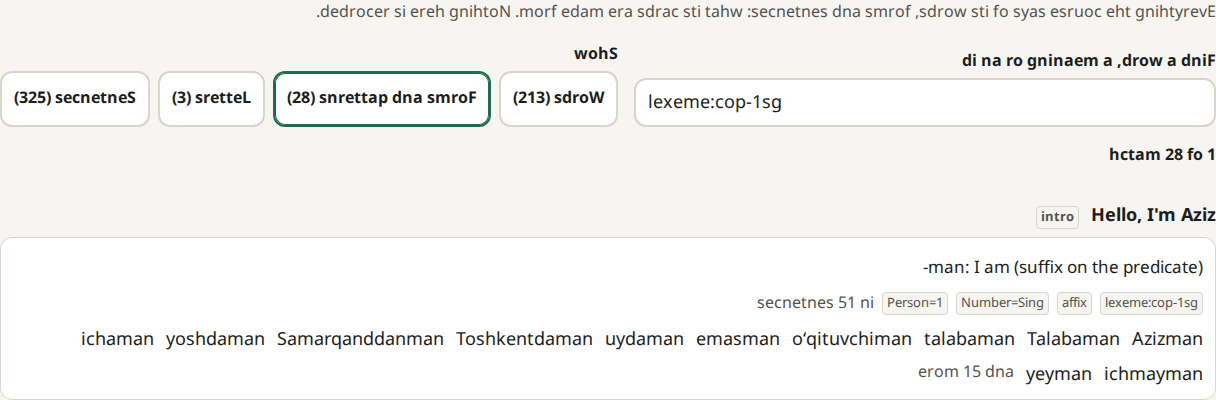 .dedrocer si ereh gnihtoN .morf edam era sdrac sti tahw :secnetnes dna smrof ,sdrow sti fo syas esruoc eht gnihtyrevE
di na ro gninaem a ,drow a dniF
lexeme:cop-1sg
wohS
(213) sdroW
(28) snrettap dna smroF
(3) sretteL
(325) secnetneS
hctam 28 fo 1
Hello, I'm Aziz intro
-man: I am (suffix on the predicate)
secnetnes 51 ni Person=1 Number=Sing affix lexeme:cop-1sg
ichaman yoshdaman Samarqanddanman Toshkentdaman uydaman emasman oʻqituvchiman talabaman Talabaman Azizman
erom 15 dna yeyman ichmayman